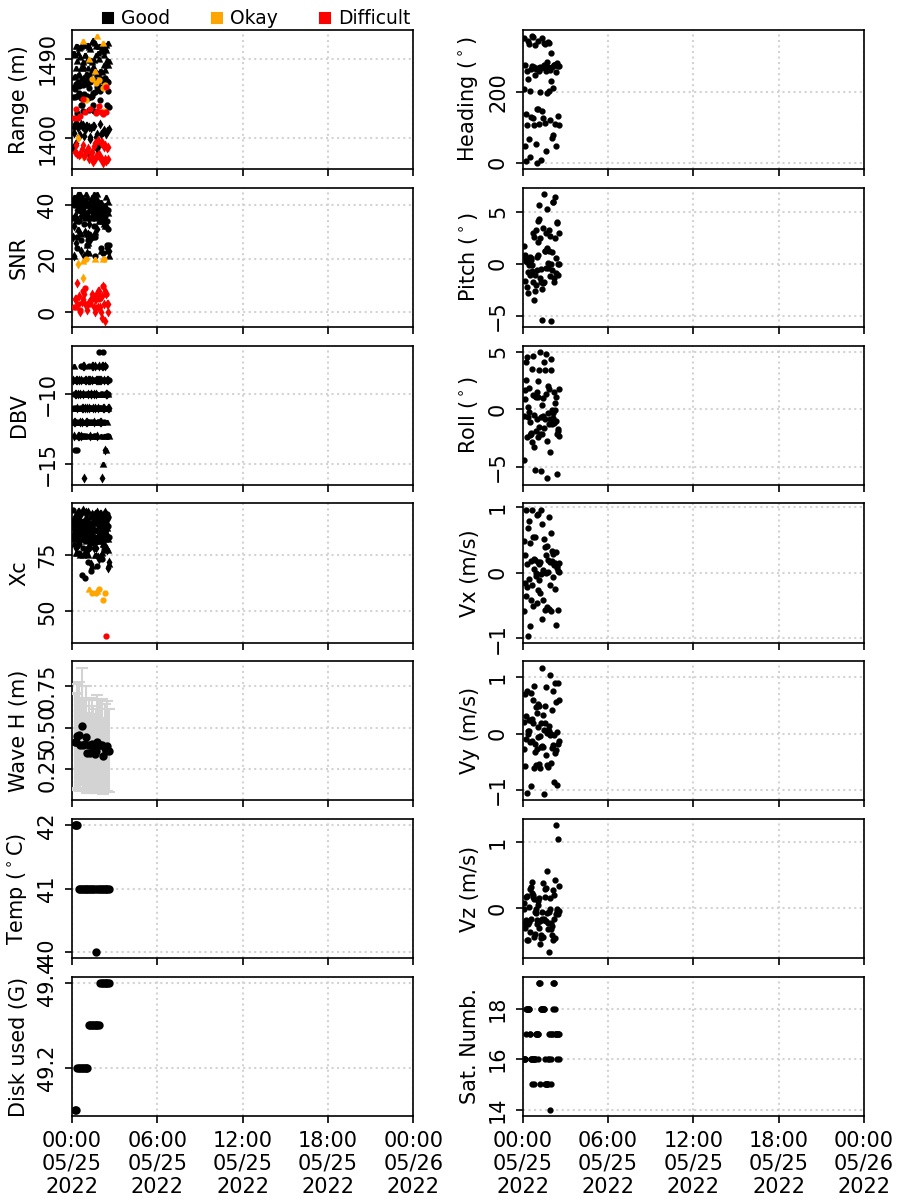 Good Okay Difficult
Range (m)
1490
1400
Heading (°)
200
0
SNR
40
20
0
Pitch (°)
5
0
−5
DBV
−10
−15
Roll (°)
5
0
−5
Xc
75
50
Vx (m/s)
1
0
−1
Wave H (m)
0.75
0.50
0.25
Vy (m/s)
1
0
−1
Temp (°C)
42
41
40
Vz (m/s)
1
0
Disk used (G)
49.4
49.2
Sat. Numb.
18
16
14
00:00 06:00 12:00 18:00 00:00
05/25 05/25 05/25 05/25 05/26
2022 2022 2022 2022 2022
00:00 06:00 12:00 18:00 00:00
05/25 05/25 05/25 05/25 05/26
2022 2022 2022 2022 2022